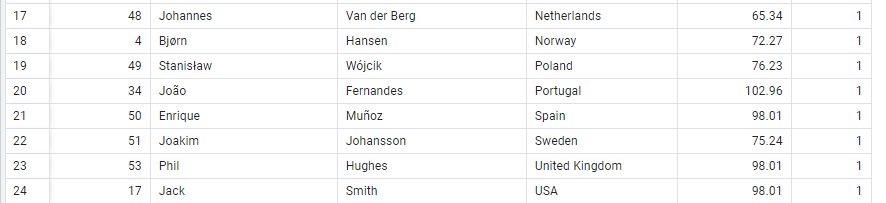 17 48 Johannes Van der Berg Netherlands 65.34 1
18 4 Bjørn Hansen Norway 72.27 1
19 49 Stanisław Wójcik Poland 76.23 1
20 34 João Fernandes Portugal 102.96 1
21 50 Enrique Muñoz Spain 98.01 1
22 51 Joakim Johansson Sweden 75.24 1
23 53 Phil Hughes United Kingdom 98.01 1
24 17 Jack Smith USA 98.01 1